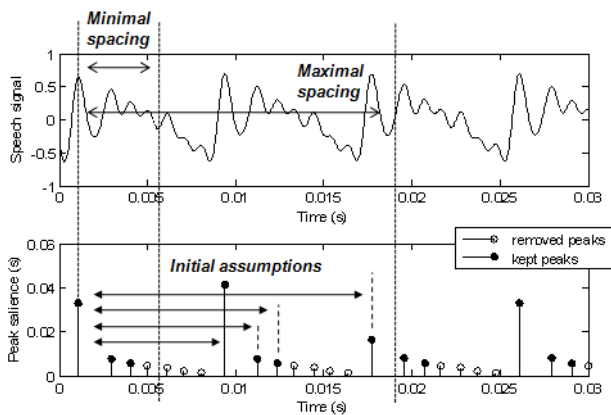 Minimal
spacing
Maximal
spacing
Speech signal
1
0.5
0
-0.5
-1
0 0.005 0.01 0.015 0.02 0.025 0.03
Time (s)
removed peaks
kept peaks
Initial assumptions
Peak salience (s)
0.06
0.04
0.02
0
0 0.005 0.01 0.015 0.02 0.025 0.03
Time (s)